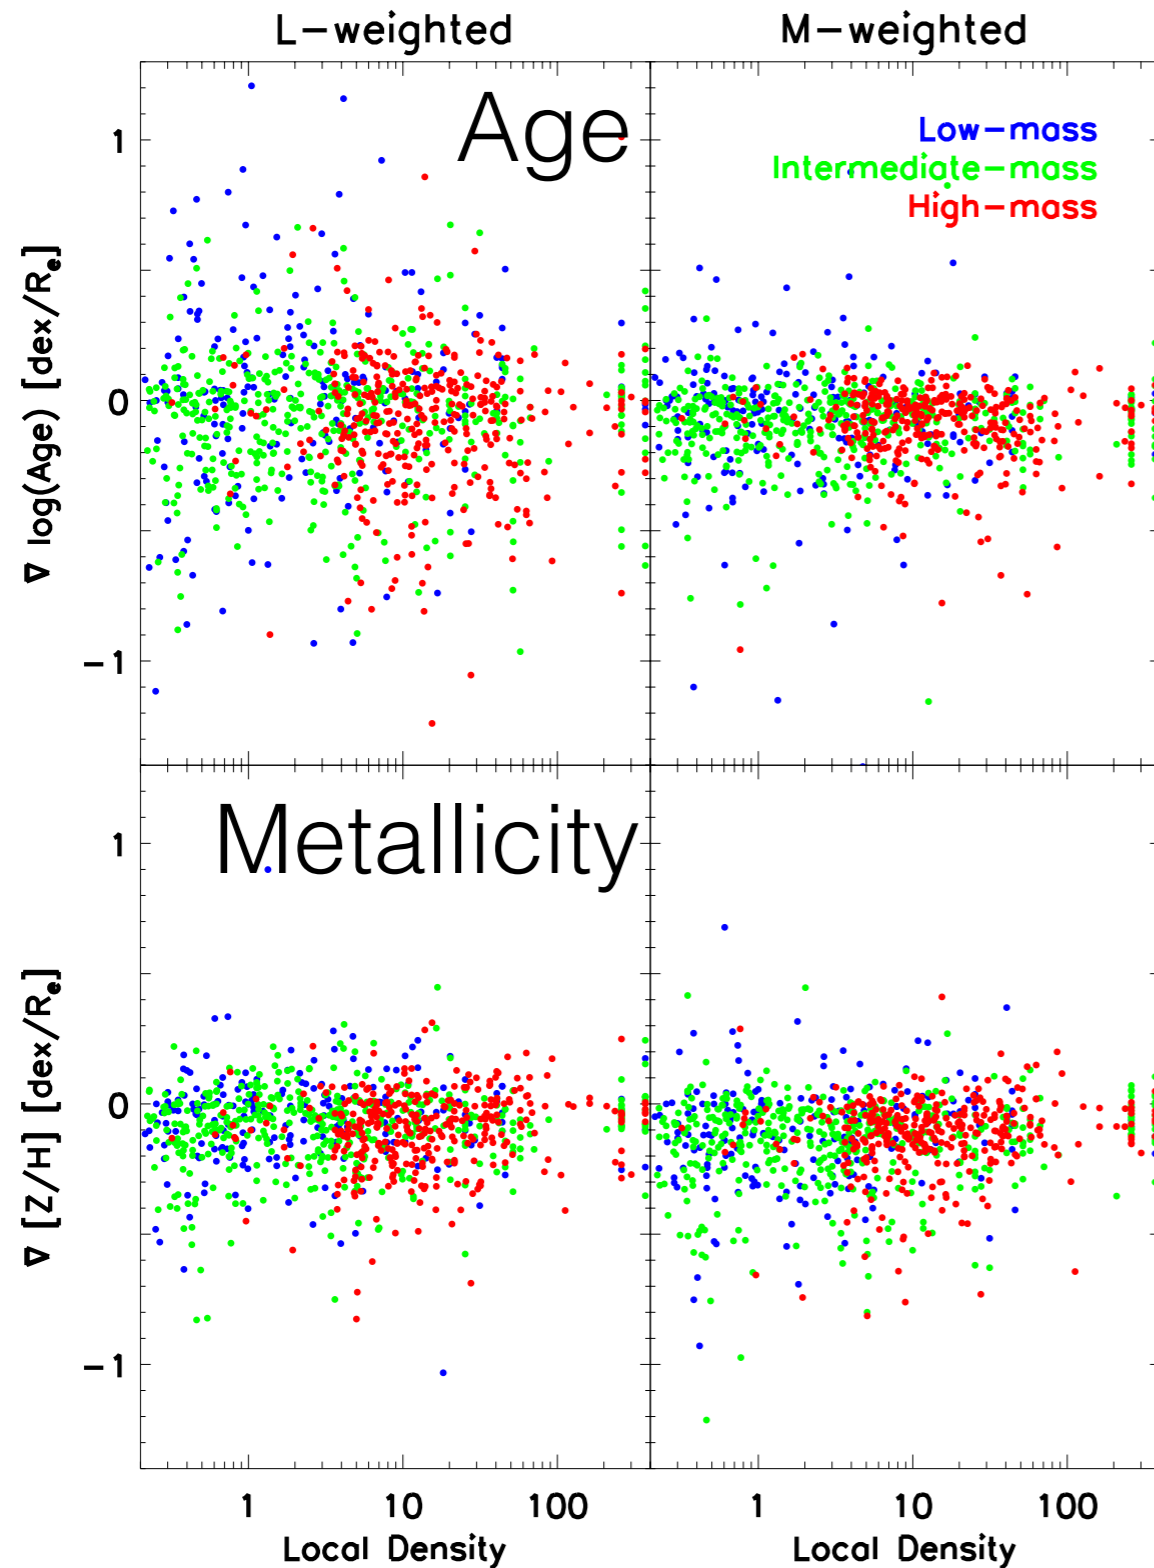 L-weighted M-weighted
Age
Low-mass
Intermediate-mass
High-mass
1
0
-1
∇ log(Age) [dex/Re]
Metallicity
1
0
-1
∇ [Z/H] [dex/Re]
1 10 100 1 10 100
Local Density Local Density